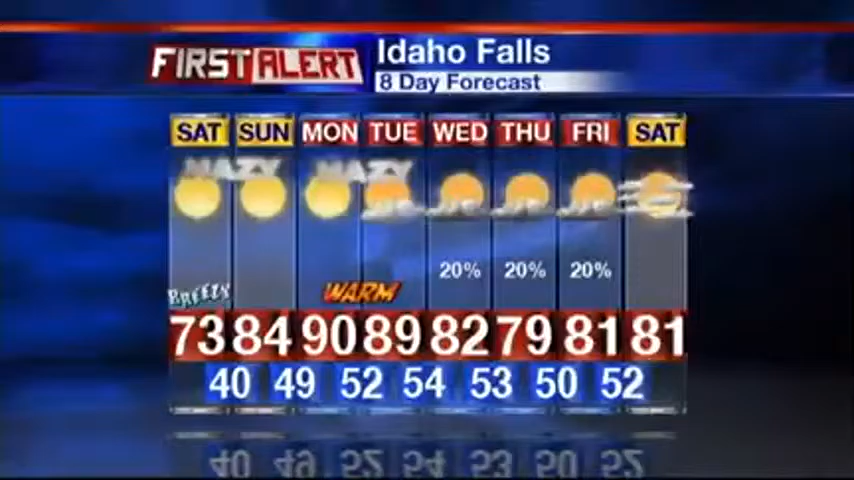 FIRST ALERT
Idaho Falls
8 Day Forecast
SAT SUN MON TUE WED THU FRI SAT
HAZY HAZY
20% 20% 20%
BREEZY WARM
73 84 90 89 82 79 81 81
40 49 52 54 53 50 52